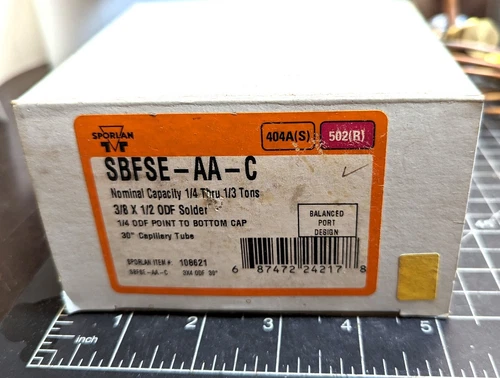 SPORLAN
404A(S) 502(R)
SBFSE-AA-C
Nominal Capacity 1/4 Thru 1/3 Tons
3/8 X 1/2 ODF Solder
1/4 ODF POINT TO BOTTOM CAP
30" Capillary Tube
BALANCED
PORT
DESIGN
SPORLAN ITEM #: 108621
SBFSE-AA-C 3X4 ODF 30"
6 87472 24217 8
inch 1 2 3 4 5